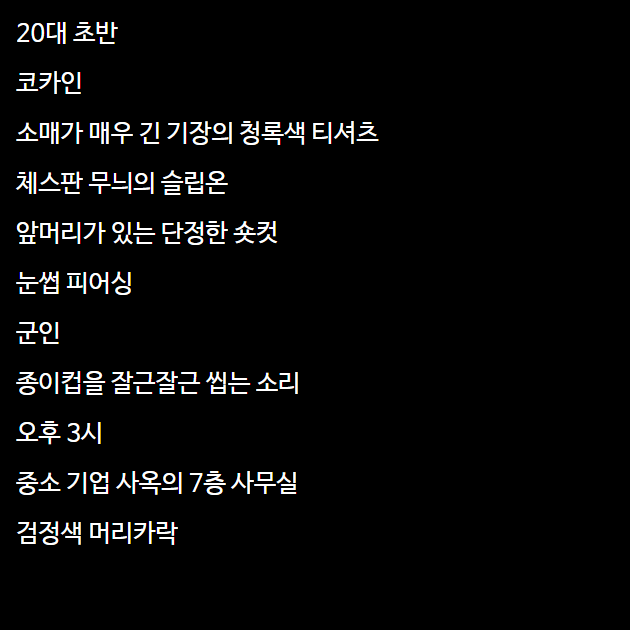 20대 초반
코카인
소매가 매우 긴 기장의 청록색 티셔츠
체스판 무늬의 슬립온
앞머리가 있는 단정한 숏컷
눈썹 피어싱
군인
종이컵을 잘근잘근 씹는 소리
오후 3시
중소 기업 사옥의 7층 사무실
검정색 머리카락